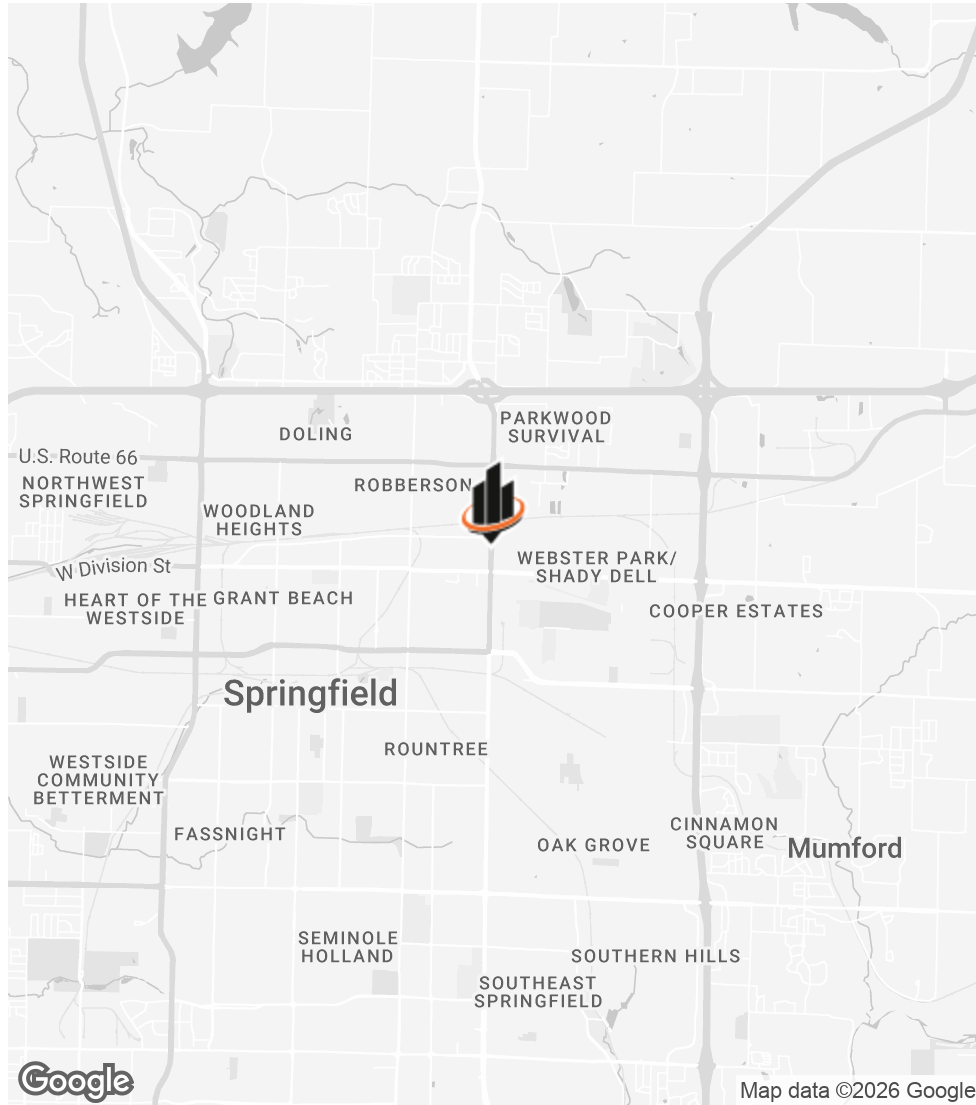 PARKWOOD
SURVIVAL
DOLING
U.S. Route 66
NORTHWEST
SPRINGFIELD
ROBBERSON
WOODLAND
HEIGHTS
W Division St
WEBSTER PARK/
SHADY DELL
HEART OF THE
WESTSIDE
GRANT BEACH
COOPER ESTATES
Springfield
ROUNTREE
WESTSIDE
COMMUNITY
BETTERMENT
FASSNIGHT
OAK GROVE
CINNAMON
SQUARE
Mumford
SEMINOLE
HOLLAND
SOUTHERN HILLS
SOUTHEAST
SPRINGFIELD
Google
Map data ©2026 Google